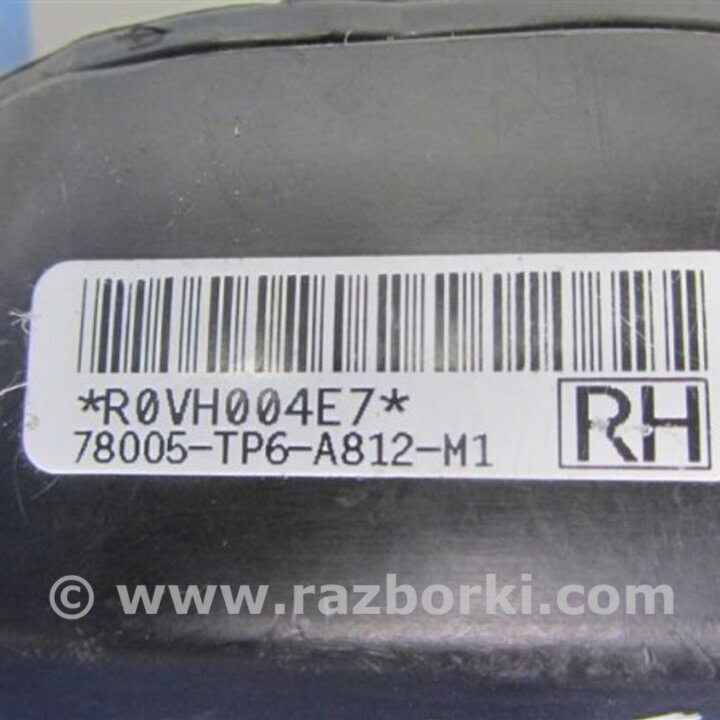 *R0VH004E7*
78005-TP6-A812-M1
RH
© www.razborki.com